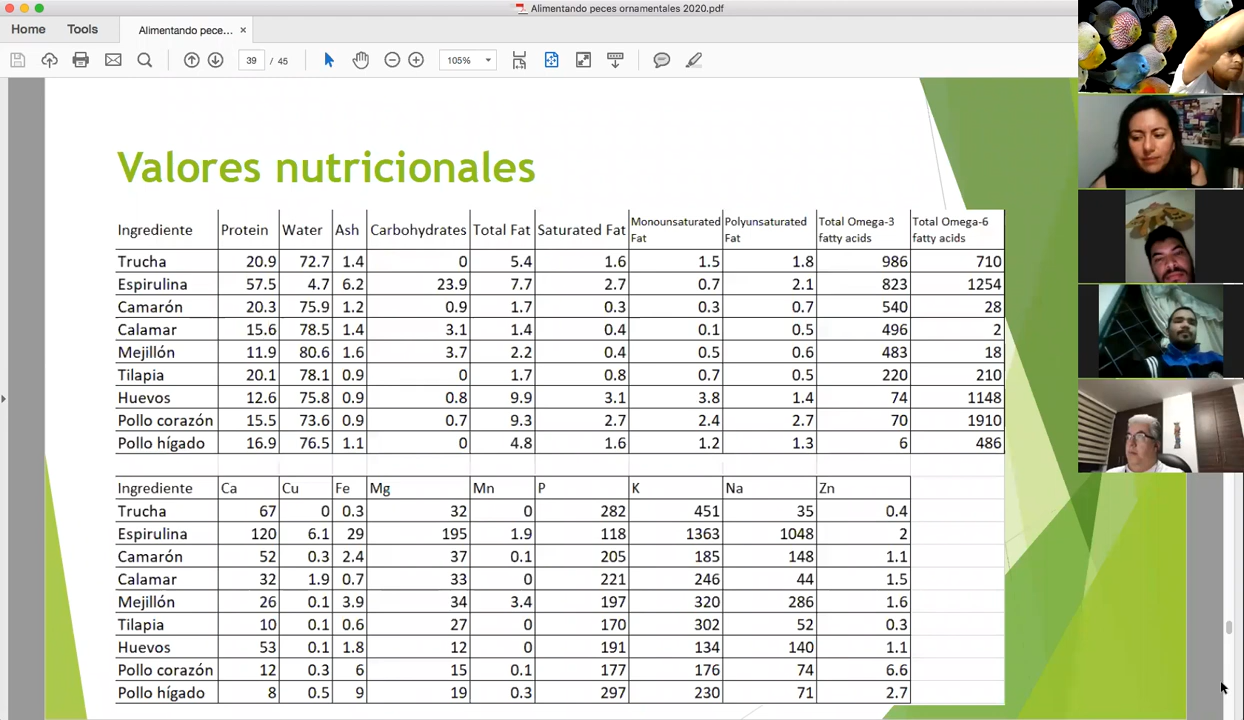 Alimentando peces ornamentales 2020.pdf
Home Tools Alimentando pece... ×
39 / 45 105%
Valores nutricionales
Ingrediente Protein Water Ash Carbohydrates Total Fat Saturated Fat Monounsaturated Fat Polyunsaturated Fat Total Omega-3 fatty acids Total Omega-6 fatty acids
Trucha 20.9 72.7 1.4 0 5.4 1.6 1.5 1.8 986 710
Espirulina 57.5 4.7 6.2 23.9 7.7 2.7 0.7 2.1 823 1254
Camarón 20.3 75.9 1.2 0.9 1.7 0.3 0.3 0.7 540 28
Calamar 15.6 78.5 1.4 3.1 1.4 0.4 0.1 0.5 496 2
Mejillón 11.9 80.6 1.6 3.7 2.2 0.4 0.5 0.6 483 18
Tilapia 20.1 78.1 0.9 0 1.7 0.8 0.7 0.5 220 210
Huevos 12.6 75.8 0.9 0.8 9.9 3.1 3.8 1.4 74 1148
Pollo corazón 15.5 73.6 0.9 0.7 9.3 2.7 2.4 2.7 70 1910
Pollo hígado 16.9 76.5 1.1 0 4.8 1.6 1.2 1.3 6 486
Ingrediente Ca Cu Fe Mg Mn P K Na Zn
Trucha 67 0 0.3 32 0 282 451 35 0.4
Espirulina 120 6.1 29 195 1.9 118 1363 1048 2
Camarón 52 0.3 2.4 37 0.1 205 185 148 1.1
Calamar 32 1.9 0.7 33 0 221 246 44 1.5
Mejillón 26 0.1 3.9 34 3.4 197 320 286 1.6
Tilapia 10 0.1 0.6 27 0 170 302 52 0.3
Huevos 53 0.1 1.8 12 0 191 134 140 1.1
Pollo corazón 12 0.3 6 15 0.1 177 176 74 6.6
Pollo hígado 8 0.5 9 19 0.3 297 230 71 2.7